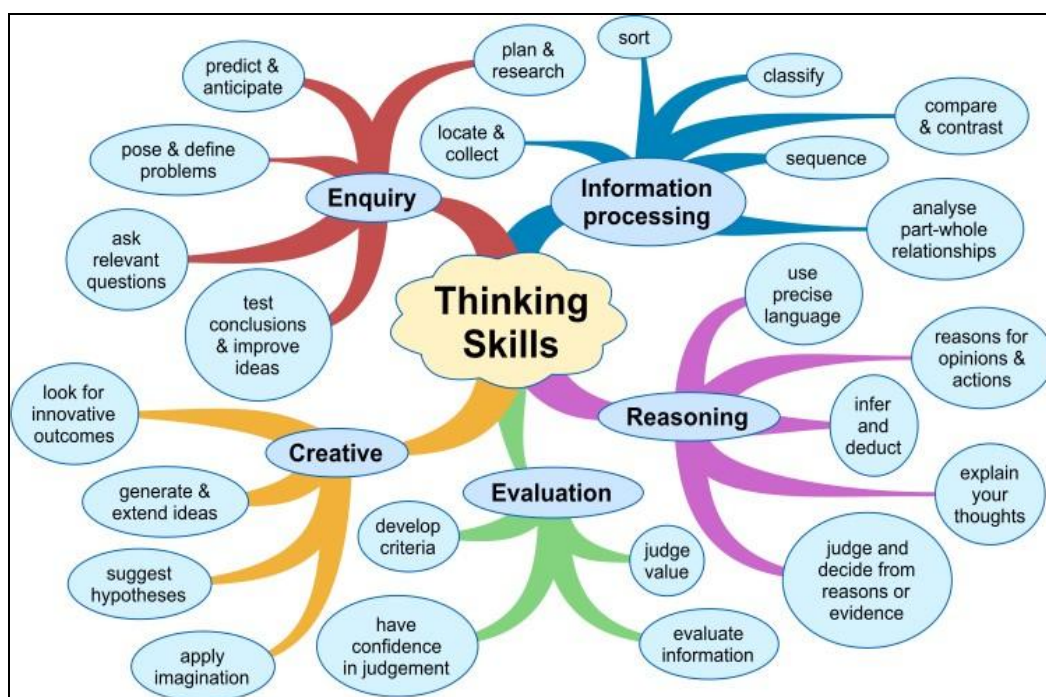 Thinking
Skills
Enquiry
predict &
anticipate
plan &
research
pose & define
problems
ask
relevant
questions
test
conclusions
& improve
ideas
Information
processing
sort
classify
compare
& contrast
locate &
collect
sequence
analyse
part-whole
relationships
Reasoning
use
precise
language
reasons for
opinions &
actions
infer
and
deduct
explain
your
thoughts
judge and
decide from
reasons or
evidence
Evaluation
develop
criteria
judge
value
have
confidence
in judgement
evaluate
information
Creative
look for
innovative
outcomes
generate &
extend ideas
suggest
hypotheses
apply
imagination